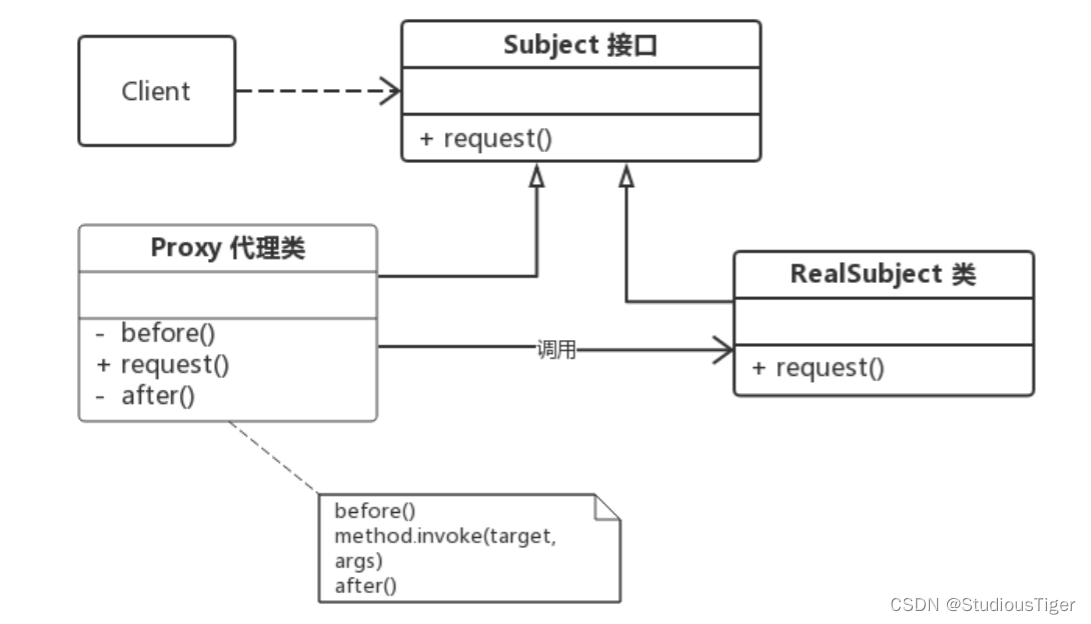 Client
Subject 接口
+ request()
Proxy 代理类
- before()
+ request()
- after()
调用
RealSubject 类
+ request()
before()
method.invoke(target,
args)
after()
CSDN @StudiousTiger